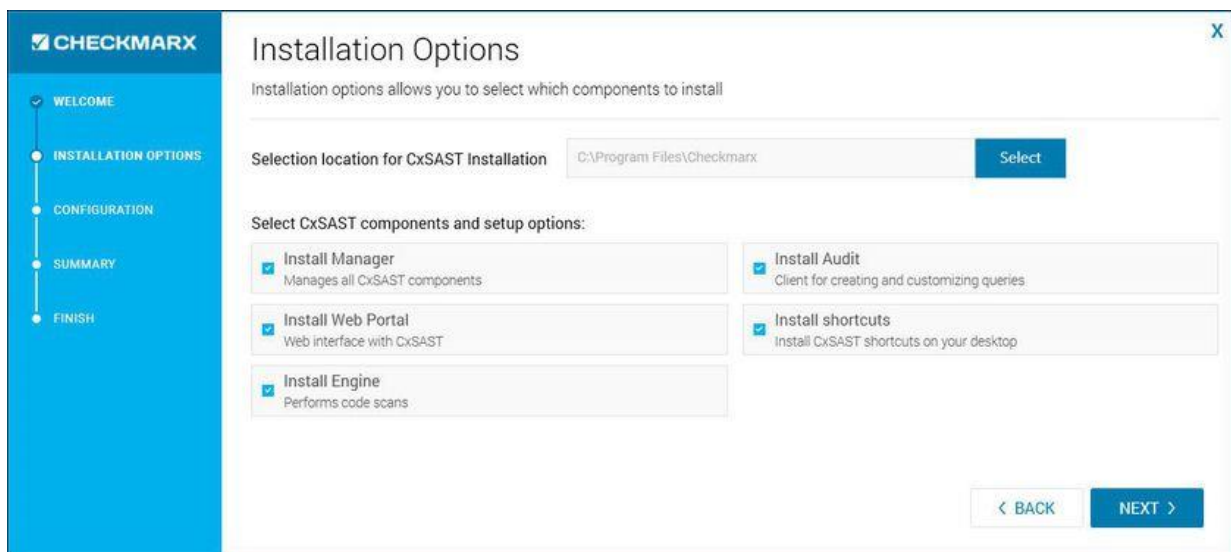 CHECKMARX
WELCOME
INSTALLATION OPTIONS
CONFIGURATION
SUMMARY
FINISH
X
Installation Options
Installation options allows you to select which components to install
Selection location for CxSAST Installation
C:\Program Files\Checkmarx
Select
Select CxSAST components and setup options:
Install Manager
Manages all CxSAST components
Install Audit
Client for creating and customizing queries
Install Web Portal
Web interface with CxSAST
Install shortcuts
Install CxSAST shortcuts on your desktop
Install Engine
Performs code scans
< BACK
NEXT >